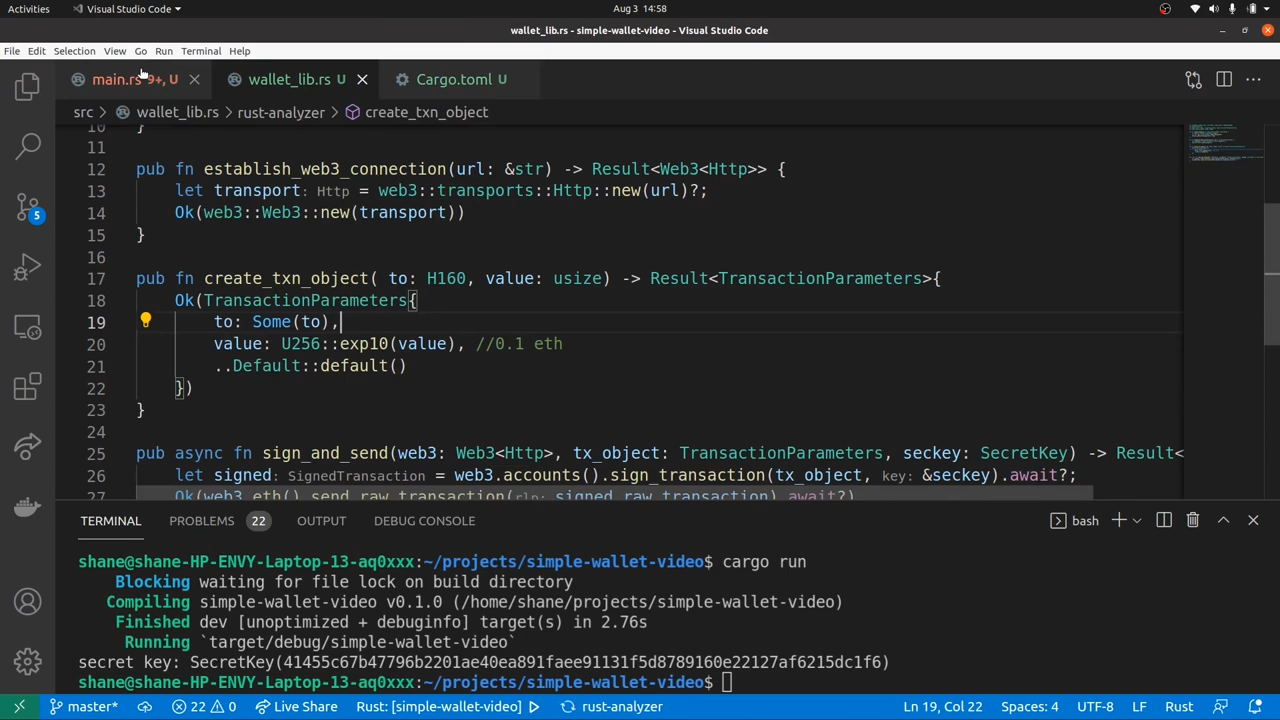 Activities
Visual Studio Code
Aug 3 14:58
wallet_lib.rs - simple-wallet-video - Visual Studio Code
File Edit Selection View Go Run Terminal Help
main.rs 9+, U
wallet_lib.rs U
Cargo.toml U
src > wallet_lib.rs > rust-analyzer > create_txn_object
10 }
11
12 pub fn establish_web3_connection(url: &str) -> Result<Web3<Http>> {
13 let transport: Http = web3::transports::Http::new(url)?;
14 Ok(web3::Web3::new(transport))
15 }
16
17 pub fn create_txn_object( to: H160, value: usize) -> Result<TransactionParameters>{
18 Ok(TransactionParameters{
19 to: Some(to),
20 value: U256::exp10(value), //0.1 eth
21 ..Default::default()
22 })
23 }
24
25 pub async fn sign_and_send(web3: Web3<Http>, tx_object: TransactionParameters, seckey: SecretKey) -> Result<
26 let signed: SignedTransaction = web3.accounts().sign_transaction(tx_object, key: &seckey).await?;
27 Ok(web3.eth().send_raw_transaction(rlp: signed.raw_transaction).await?)
5
TERMINAL PROBLEMS 22 OUTPUT DEBUG CONSOLE
bash
shane@shane-HP-ENVY-Laptop-13-aq0xxx:~/projects/simple-wallet-video$ cargo run
Blocking waiting for file lock on build directory
Compiling simple-wallet-video v0.1.0 (/home/shane/projects/simple-wallet-video)
Finished dev [unoptimized + debuginfo] target(s) in 2.76s
Running `target/debug/simple-wallet-video`
secret key: SecretKey(41455c67b47796b2201ae40ea891faee91131f5d8789160e22127af6215dc1f6)
shane@shane-HP-ENVY-Laptop-13-aq0xxx:~/projects/simple-wallet-video$
master* 22 0 Live Share Rust: [simple-wallet-video] rust-analyzer Ln 19, Col 22 Spaces: 4 UTF-8 LF Rust